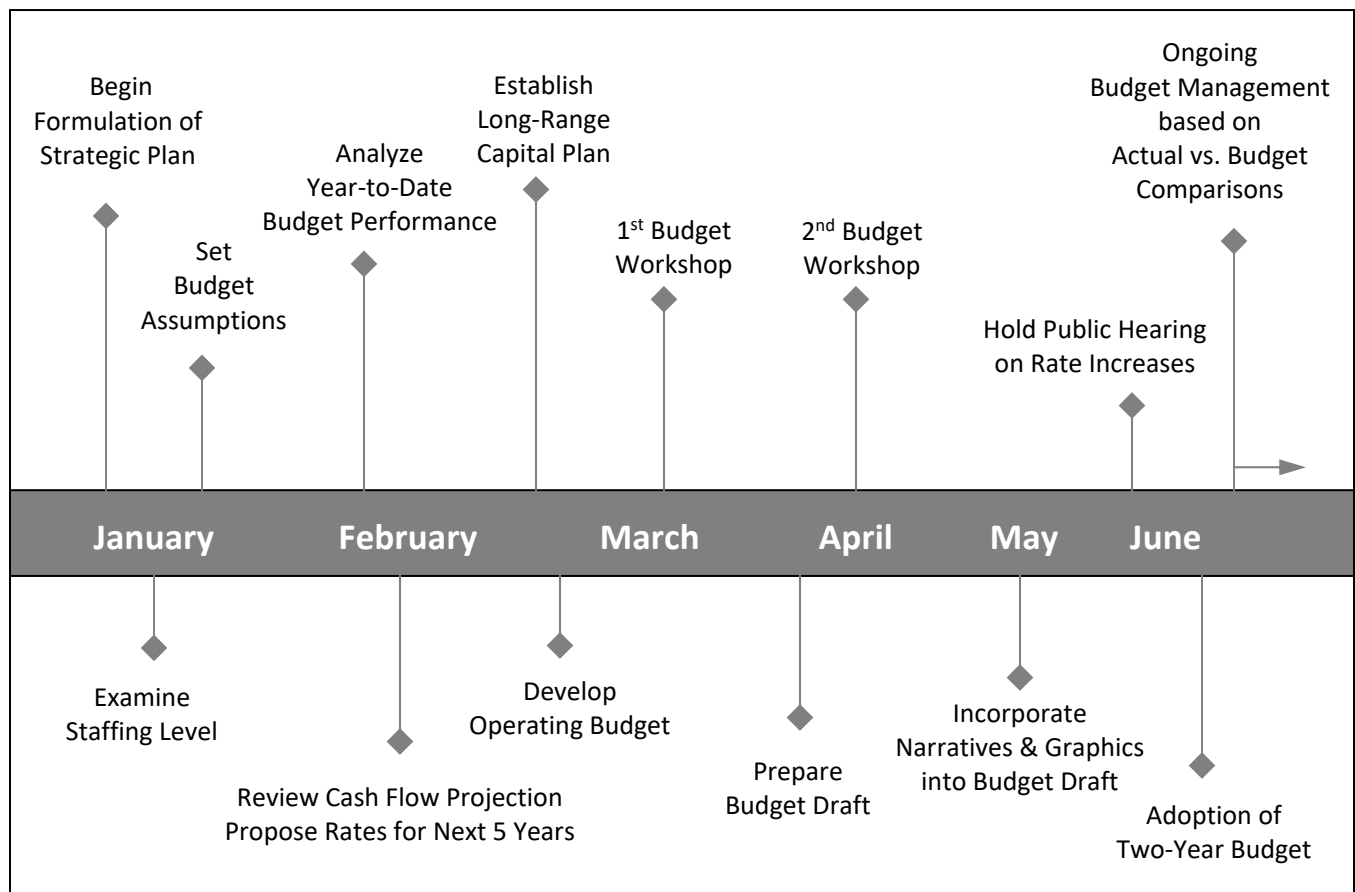 Begin
Formulation of
Strategic Plan
Set
Budget
Assumptions
Analyze
Year-to-Date
Budget Performance
Establish
Long-Range
Capital Plan
1st Budget
Workshop
2nd Budget
Workshop
Hold Public Hearing
on Rate Increases
Ongoing
Budget Management
based on
Actual vs. Budget
Comparisons
January February March April May June
Examine
Staffing Level
Review Cash Flow Projection
Propose Rates for Next 5 Years
Develop
Operating Budget
Prepare
Budget Draft
Incorporate
Narratives & Graphics
into Budget Draft
Adoption of
Two-Year Budget